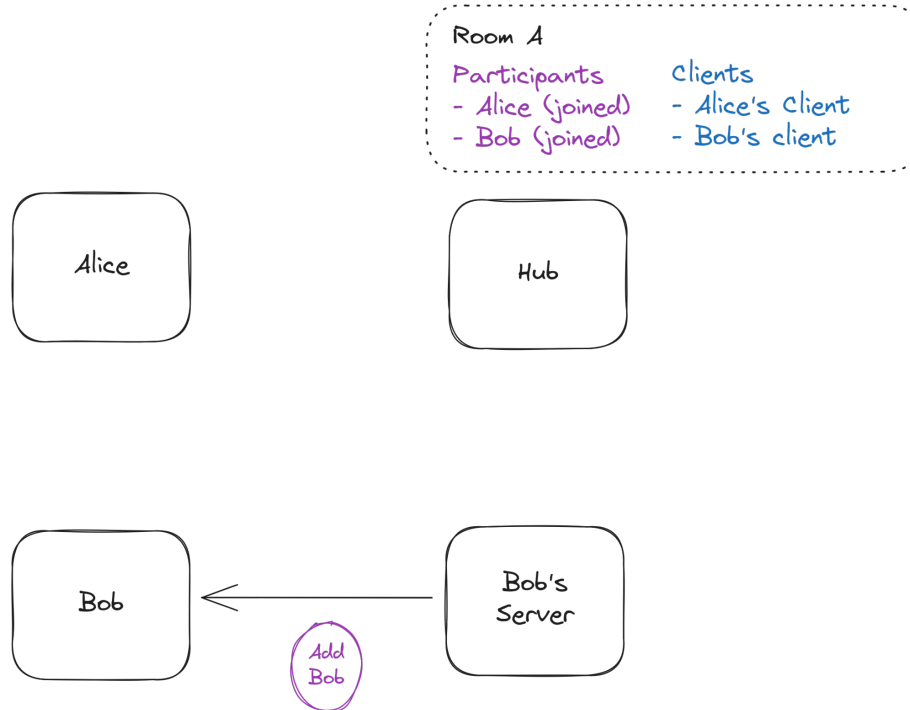 Room A
Participants
- Alice (joined)
- Bob (joined)
Clients
- Alice's Client
- Bob's client
Alice
Hub
Bob
Bob's
Server
Add
Bob